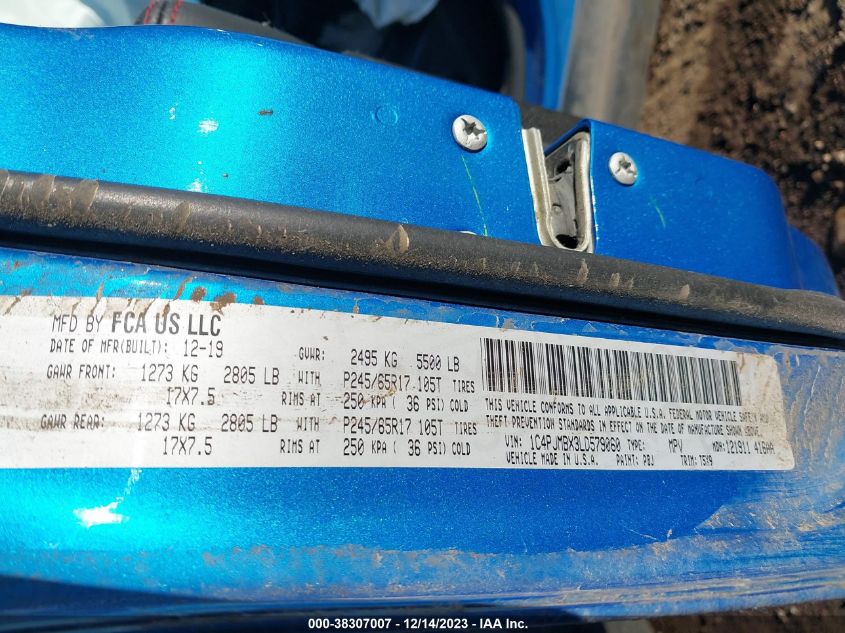 MFD BY FCA US LLC
DATE OF MFR(BUILT): 12-19 GVWR: 2495 KG 5500 LB
GAWR FRONT: 1273 KG 2805 LB WITH P245/65R17 105T TIRES
17X7.5 RIMS AT 250 KPA ( 36 PSI) COLD
GAWR REAR: 1273 KG 2805 LB WITH P245/65R17 105T TIRES
17X7.5 RIMS AT 250 KPA ( 36 PSI) COLD
THIS VEHICLE CONFORMS TO ALL APPLICABLE U.S.A. FEDERAL MOTOR VEHICLE SAFETY AND
THEFT PREVENTION STANDARDS IN EFFECT ON THE DATE OF MANUFACTURE SHOWN ABOVE.
VIN: 1C4PJMBX3LD579060 TYPE: MPV MDH: 121911 416AA
VEHICLE MADE IN U.S.A. PAINT: PBJ TRIM: T5X9
000-38307007 - 12/14/2023 - IAA Inc.